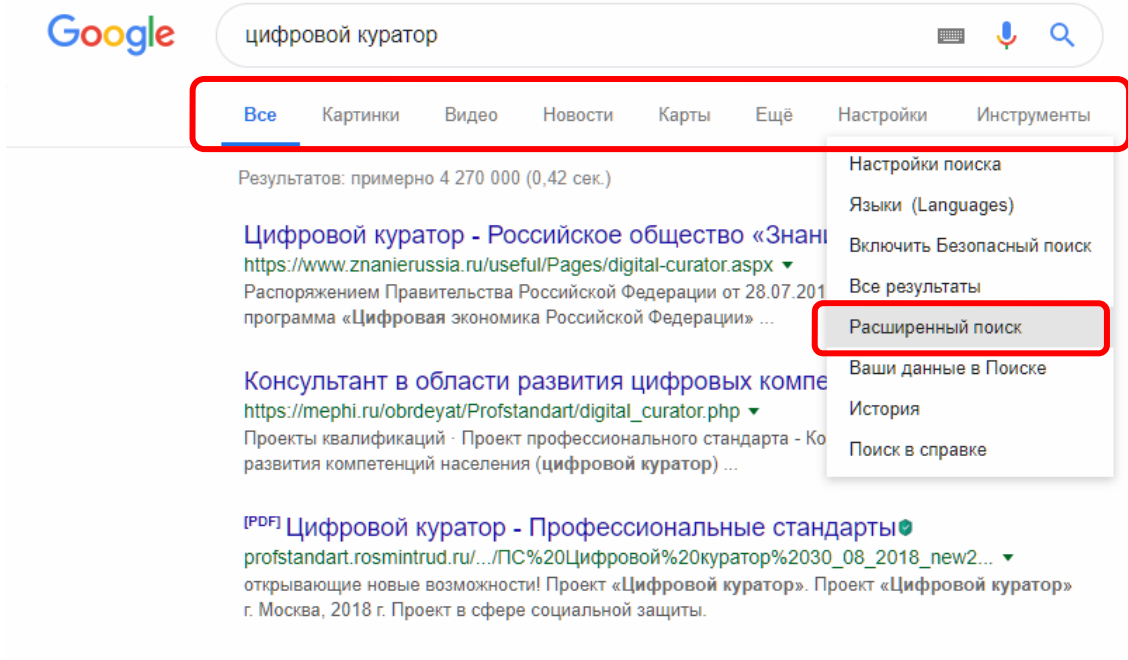 Google цифровой куратор
Все Картинки Видео Новости Карты Ещё Настройки Инструменты
Результатов: примерно 4 270 000 (0,42 сек.)
Цифровой куратор - Российское общество «Знани
https://www.znanierussia.ru/useful/Pages/digital-curator.aspx
Распоряжением Правительства Российской Федерации от 28.07.201
программа «Цифровая экономика Российской Федерации» ...
Консультант в области развития цифровых компе
https://mephi.ru/obrdeyat/Profstandart/digital_curator.php
Проекты квалификаций · Проект профессионального стандарта - Ко
развития компетенций населения (цифровой куратор) ...
[PDF] Цифровой куратор - Профессиональные стандарты
profstandart.rosmintrud.ru/.../ПС%20Цифровой%20куратор%2030_08_2018_new2...
открывающие новые возможности! Проект «Цифровой куратор». Проект «Цифровой куратор»
г. Москва, 2018 г. Проект в сфере социальной защиты.
Настройки поиска
Языки (Languages)
Включить Безопасный поиск
Все результаты
Расширенный поиск
Ваши данные в Поиске
История
Поиск в справке